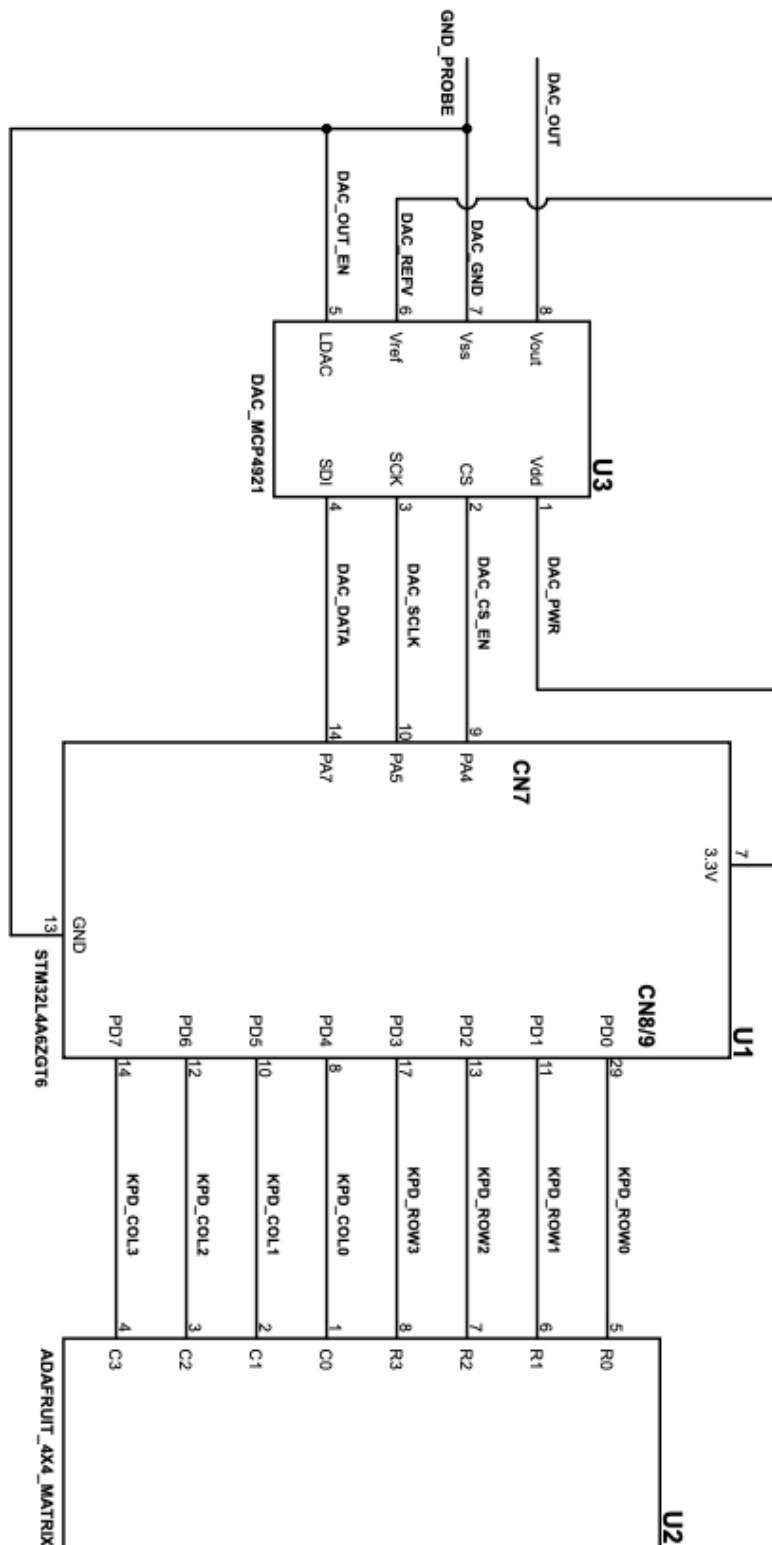 GND_PROBE
DAC_OUT
DAC_OUT_EN
DAC_REFV
DAC_GND
5
6
7
8
LDAC
Vref
Vss
Vout
DAC_MCP4921
U3
SDI
SCK
CS
Vdd
4
3
2
1
DAC_DATA
DAC_SCLK
DAC_CS_EN
DAC_PWR
14
10
9
PA7
PA5
PA4
CN7
7
3.3V
13
GND
STM32L4A6ZGT6
CN8/9
U1
PD7
PD6
PD5
PD4
PD3
PD2
PD1
PD0
14
12
10
8
17
13
11
29
KPD_COL3
KPD_COL2
KPD_COL1
KPD_COL0
KPD_ROW3
KPD_ROW2
KPD_ROW1
KPD_ROW0
4
3
2
1
8
7
6
5
C3
C2
C1
C0
R3
R2
R1
R0
ADAFRUIT_4X4_MATRIX
U2